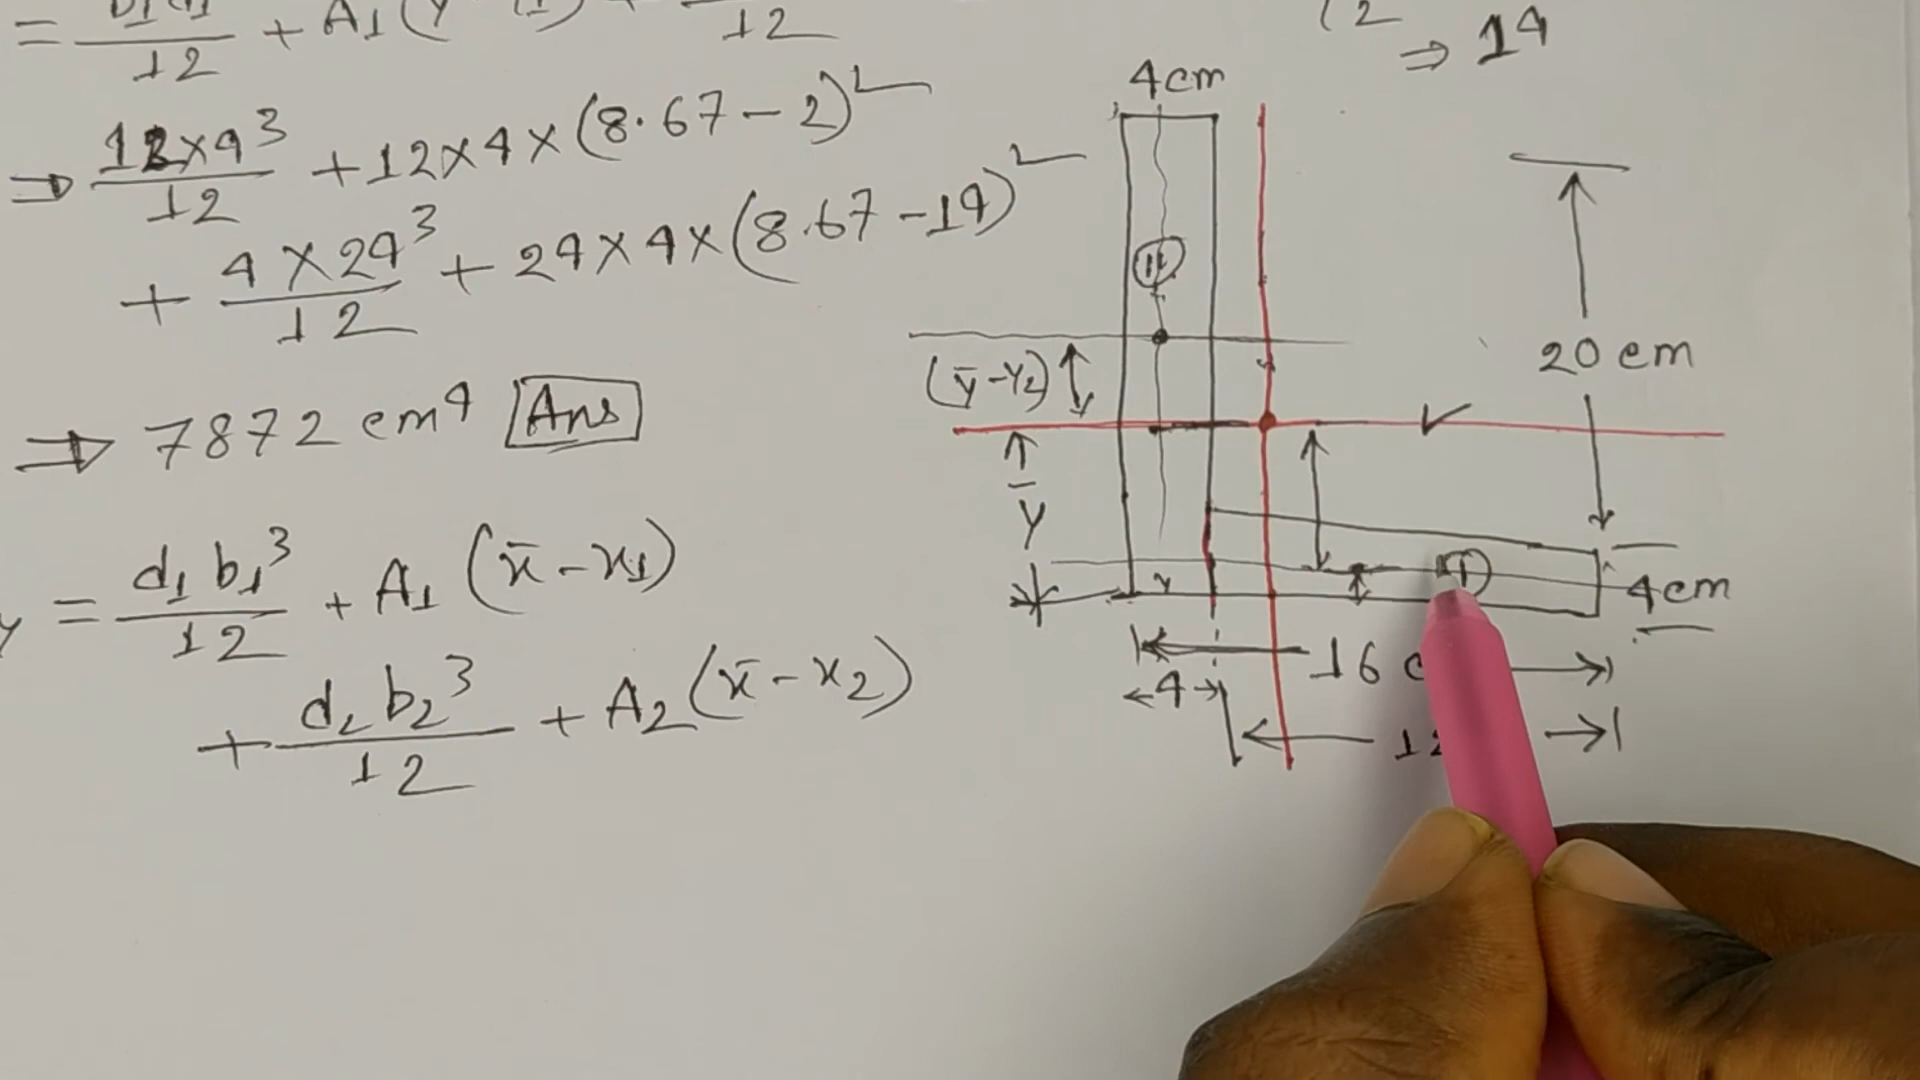 = b₁d₁³/12 + A₁(ȳ - y₁)² + /12
⇒ 12×4³/12 + 12×4×(8.67-2)²
+ 4×24³/12 + 24×4×(8.67-14)²
⇒ 7872 cm⁴ Ans
y = d₁b₁³/12 + A₁(x̄-x₁)
+ d₂b₂³/12 + A₂(x̄-x₂)
⇒ 14
4cm
11
(ȳ-y₂)
20 cm
ȳ
1
4cm
16 c
4